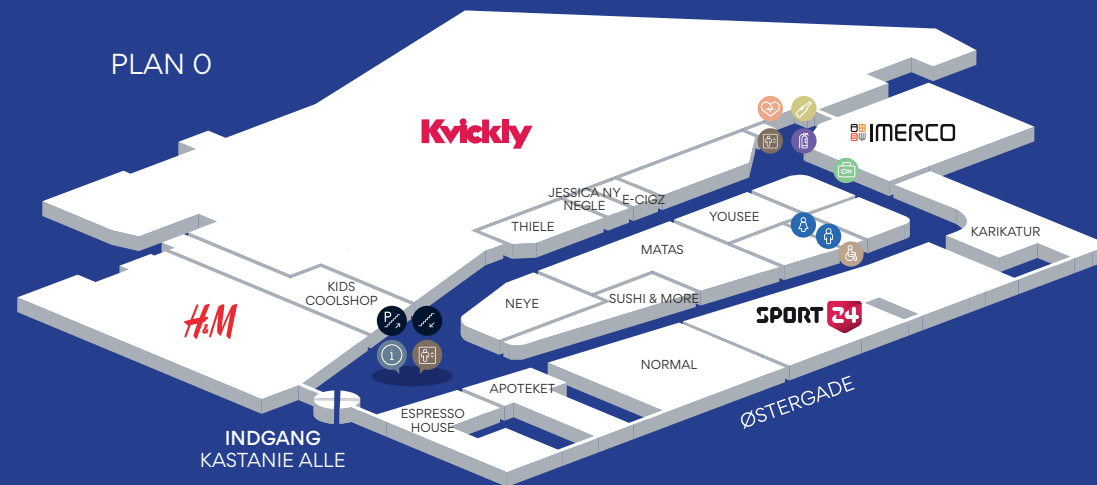 PLAN 0
Kvickly
IMERCO
JESSICA NY
NEGLE
E-CIGZ
THIELE
YOUSEE
KARIKATUR
MATAS
KIDS
COOLSHOP
NEYE
SUSHI & MORE
H&M
P
SPORT 24
i
NORMAL
APOTEKET
ESPRESSO
HOUSE
ØSTERGADE
INDGANG
KASTANIE ALLE